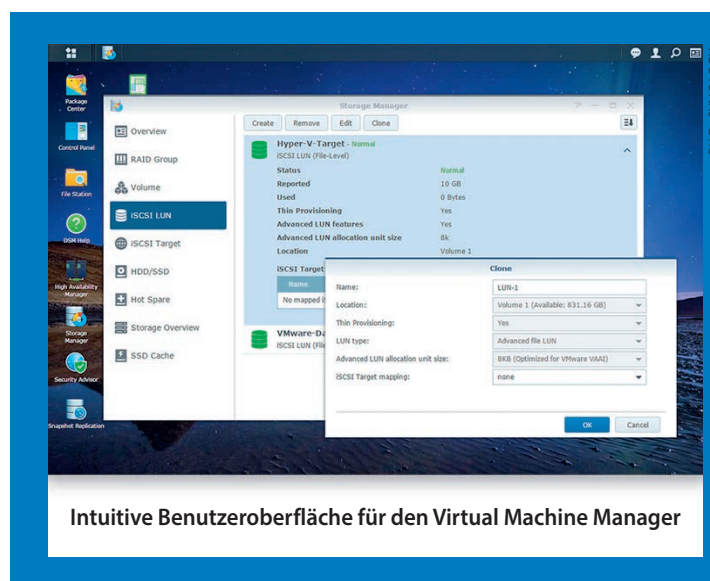 Package
Center
Control Panel
File Station
DSM Help
High Availability
Manager
Storage
Manager
Security Advisor
Snapshot Replication
Storage Manager
Overview
RAID Group
Volume
iSCSI LUN
iSCSI Target
HDD/SSD
Hot Spare
Storage Overview
SSD Cache
Create Remove Edit Clone
Hyper-V-Target - Normal
iSCSI LUN (File-Level)
Status Normal
Reported 10 GB
Used 0 Bytes
Thin Provisioning Yes
Advanced LUN features Yes
Advanced LUN allocation unit size 8k
Location Volume 1
iSCSI Target
Name
No mapped
VMware-Da
iSCSI LUN (File
Clone
Name: LUN-1
Location: Volume 1 (Available: 831.16 GB)
Thin Provisioning: Yes
LUN type: Advanced file LUN
Advanced LUN allocation unit size: 8KB (Optimized for VMware VAAI)
iSCSI Target mapping: none
OK Cancel
Intuitive Benutzeroberfläche für den Virtual Machine Manager